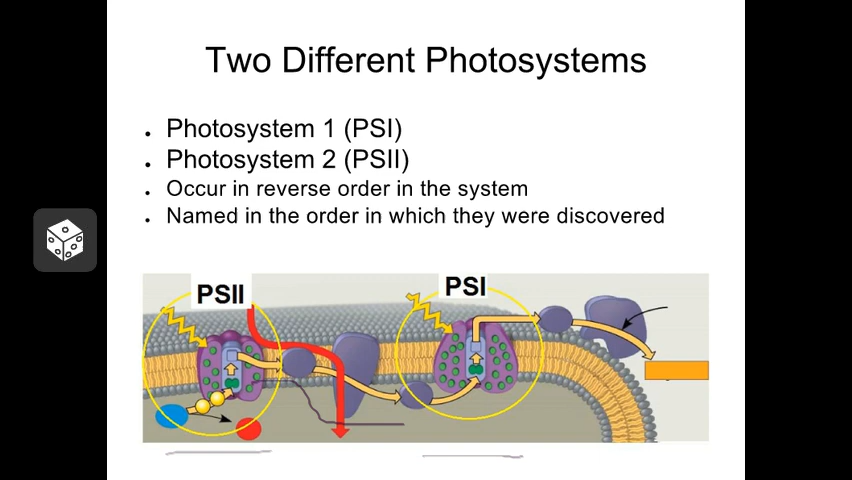 Two Different Photosystems
• Photosystem 1 (PSI)
• Photosystem 2 (PSII)
• Occur in reverse order in the system
• Named in the order in which they were discovered
PSII
PSI